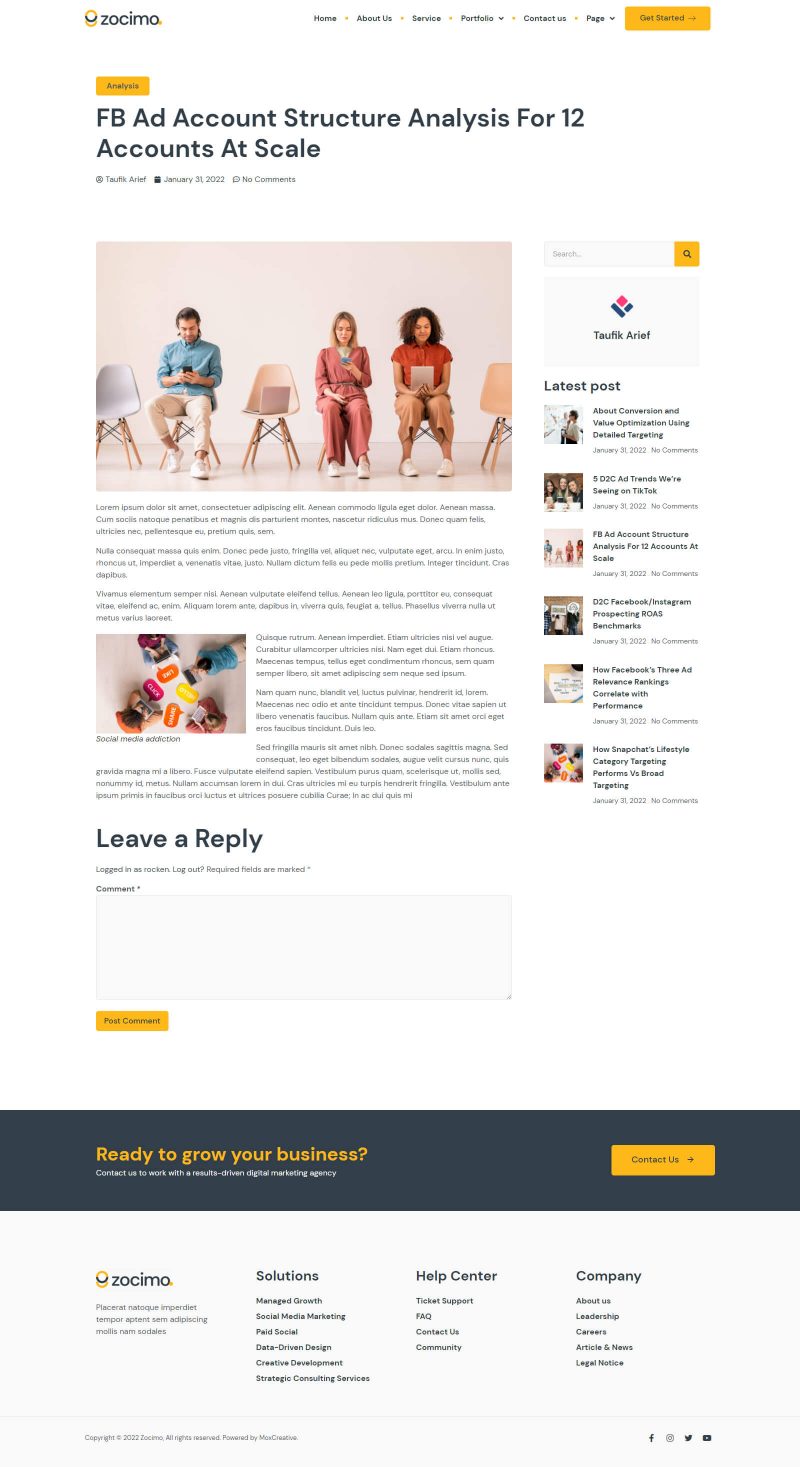 zocimo.
Home About Us Service Portfolio Contact us Page Get Started →
Analysis
FB Ad Account Structure Analysis For 12
Accounts At Scale
Taufik Arief January 31, 2022 No Comments
Search...
Taufik Arief
Lorem ipsum dolor sit amet, consectetuer adipiscing elit. Aenean commodo ligula eget dolor. Aenean massa.
Cum sociis natoque penatibus et magnis dis parturient montes, nascetur ridiculus mus. Donec quam felis,
ultricies nec, pellentesque eu, pretium quis, sem.
Nulla consequat massa quis enim. Donec pede justo, fringilla vel, aliquet nec, vulputate eget, arcu. In enim justo,
rhoncus ut, imperdiet a, venenatis vitae, justo. Nullam dictum felis eu pede mollis pretium. Integer tincidunt. Cras
dapibus.
Vivamus elementum semper nisi. Aenean vulputate eleifend tellus. Aenean leo ligula, porttitor eu, consequat
vitae, eleifend ac, enim. Aliquam lorem ante, dapibus in, viverra quis, feugiat a, tellus. Phasellus viverra nulla ut
metus varius laoreet.
LIKE
CLICK
HELLO
SHARE
Social media addiction
Quisque rutrum. Aenean imperdiet. Etiam ultricies nisi vel augue.
Curabitur ullamcorper ultricies nisi. Nam eget dui. Etiam rhoncus.
Maecenas tempus, tellus eget condimentum rhoncus, sem quam
semper libero, sit amet adipiscing sem neque sed ipsum.
Nam quam nunc, blandit vel, luctus pulvinar, hendrerit id, lorem.
Maecenas nec odio et ante tincidunt tempus. Donec vitae sapien ut
libero venenatis faucibus. Nullam quis ante. Etiam sit amet orci eget
eros faucibus tincidunt. Duis leo.
Sed fringilla mauris sit amet nibh. Donec sodales sagittis magna. Sed
consequat, leo eget bibendum sodales, augue velit cursus nunc, quis
gravida magna mi a libero. Fusce vulputate eleifend sapien. Vestibulum purus quam, scelerisque ut, mollis sed,
nonummy id, metus. Nullam accumsan lorem in dui. Cras ultricies mi eu turpis hendrerit fringilla. Vestibulum ante
ipsum primis in faucibus orci luctus et ultrices posuere cubilia Curae; In ac dui quis mi
Latest post
About Conversion and
Value Optimization Using
Detailed Targeting
January 31, 2022 No Comments
5 D2C Ad Trends We're
Seeing on TikTok
January 31, 2022 No Comments
FB Ad Account Structure
Analysis For 12 Accounts At
Scale
January 31, 2022 No Comments
D2C Facebook/Instagram
Prospecting ROAS
Benchmarks
January 31, 2022 No Comments
How Facebook's Three Ad
Relevance Rankings
Correlate with
Performance
January 31, 2022 No Comments
How Snapchat's Lifestyle
Category Targeting
Performs Vs Broad
Targeting
January 31, 2022 No Comments
Leave a Reply
Logged in as rocken. Log out? Required fields are marked *
Comment *
Post Comment
Ready to grow your business?
Contact us to work with a results-driven digital marketing agency
Contact Us →
zocimo.
Placerat natoque imperdiet
tempor aptent sem adipiscing
mollis nam sodales
Solutions
Managed Growth
Social Media Marketing
Paid Social
Data-Driven Design
Creative Development
Strategic Consulting Services
Help Center
Ticket Support
FAQ
Contact Us
Community
Company
About us
Leadership
Careers
Article & News
Legal Notice
Copyright © 2022 Zocimo, All rights reserved. Powered by MoxCreative.